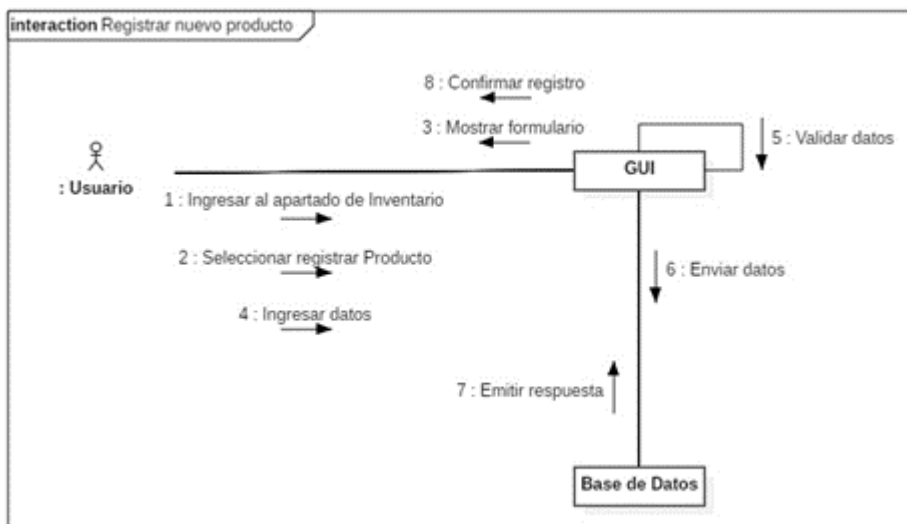 interaction Registrar nuevo producto
8 : Confirmar registro
3 : Mostrar formulario
5 : Validar datos
GUI
: Usuario
1 : Ingresar al apartado de Inventario
2 : Seleccionar registrar Producto
6 : Enviar datos
4 : Ingresar datos
7 : Emitir respuesta
Base de Datos